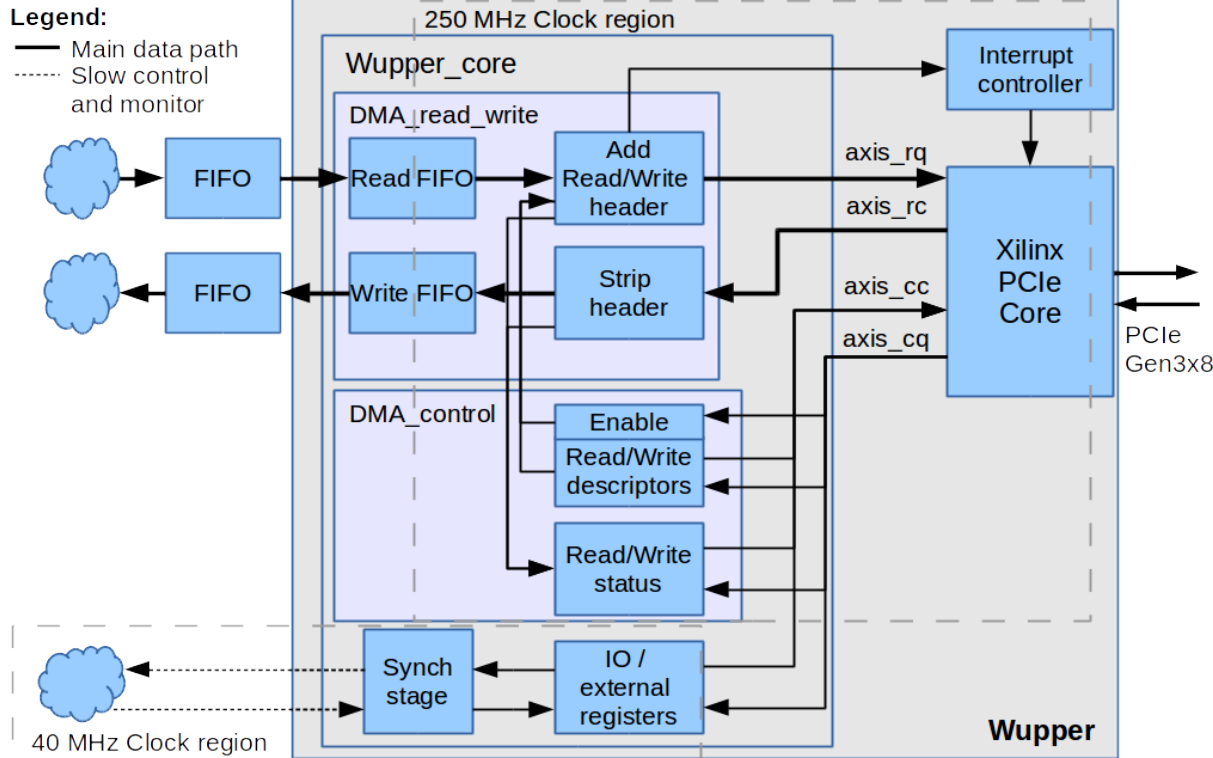 Legend:
Main data path
Slow control
and monitor
250 MHz Clock region
Wupper_core
DMA_read_write
Interrupt
controller
FIFO
Read FIFO
Add
Read/Write
header
axis_rq
axis_rc
FIFO
Write FIFO
Strip
header
axis_cc
axis_cq
Xilinx
PCIe
Core
PCIe
Gen3x8
DMA_control
Enable
Read/Write
descriptors
Read/Write
status
Synch
stage
IO /
external
registers
40 MHz Clock region
Wupper